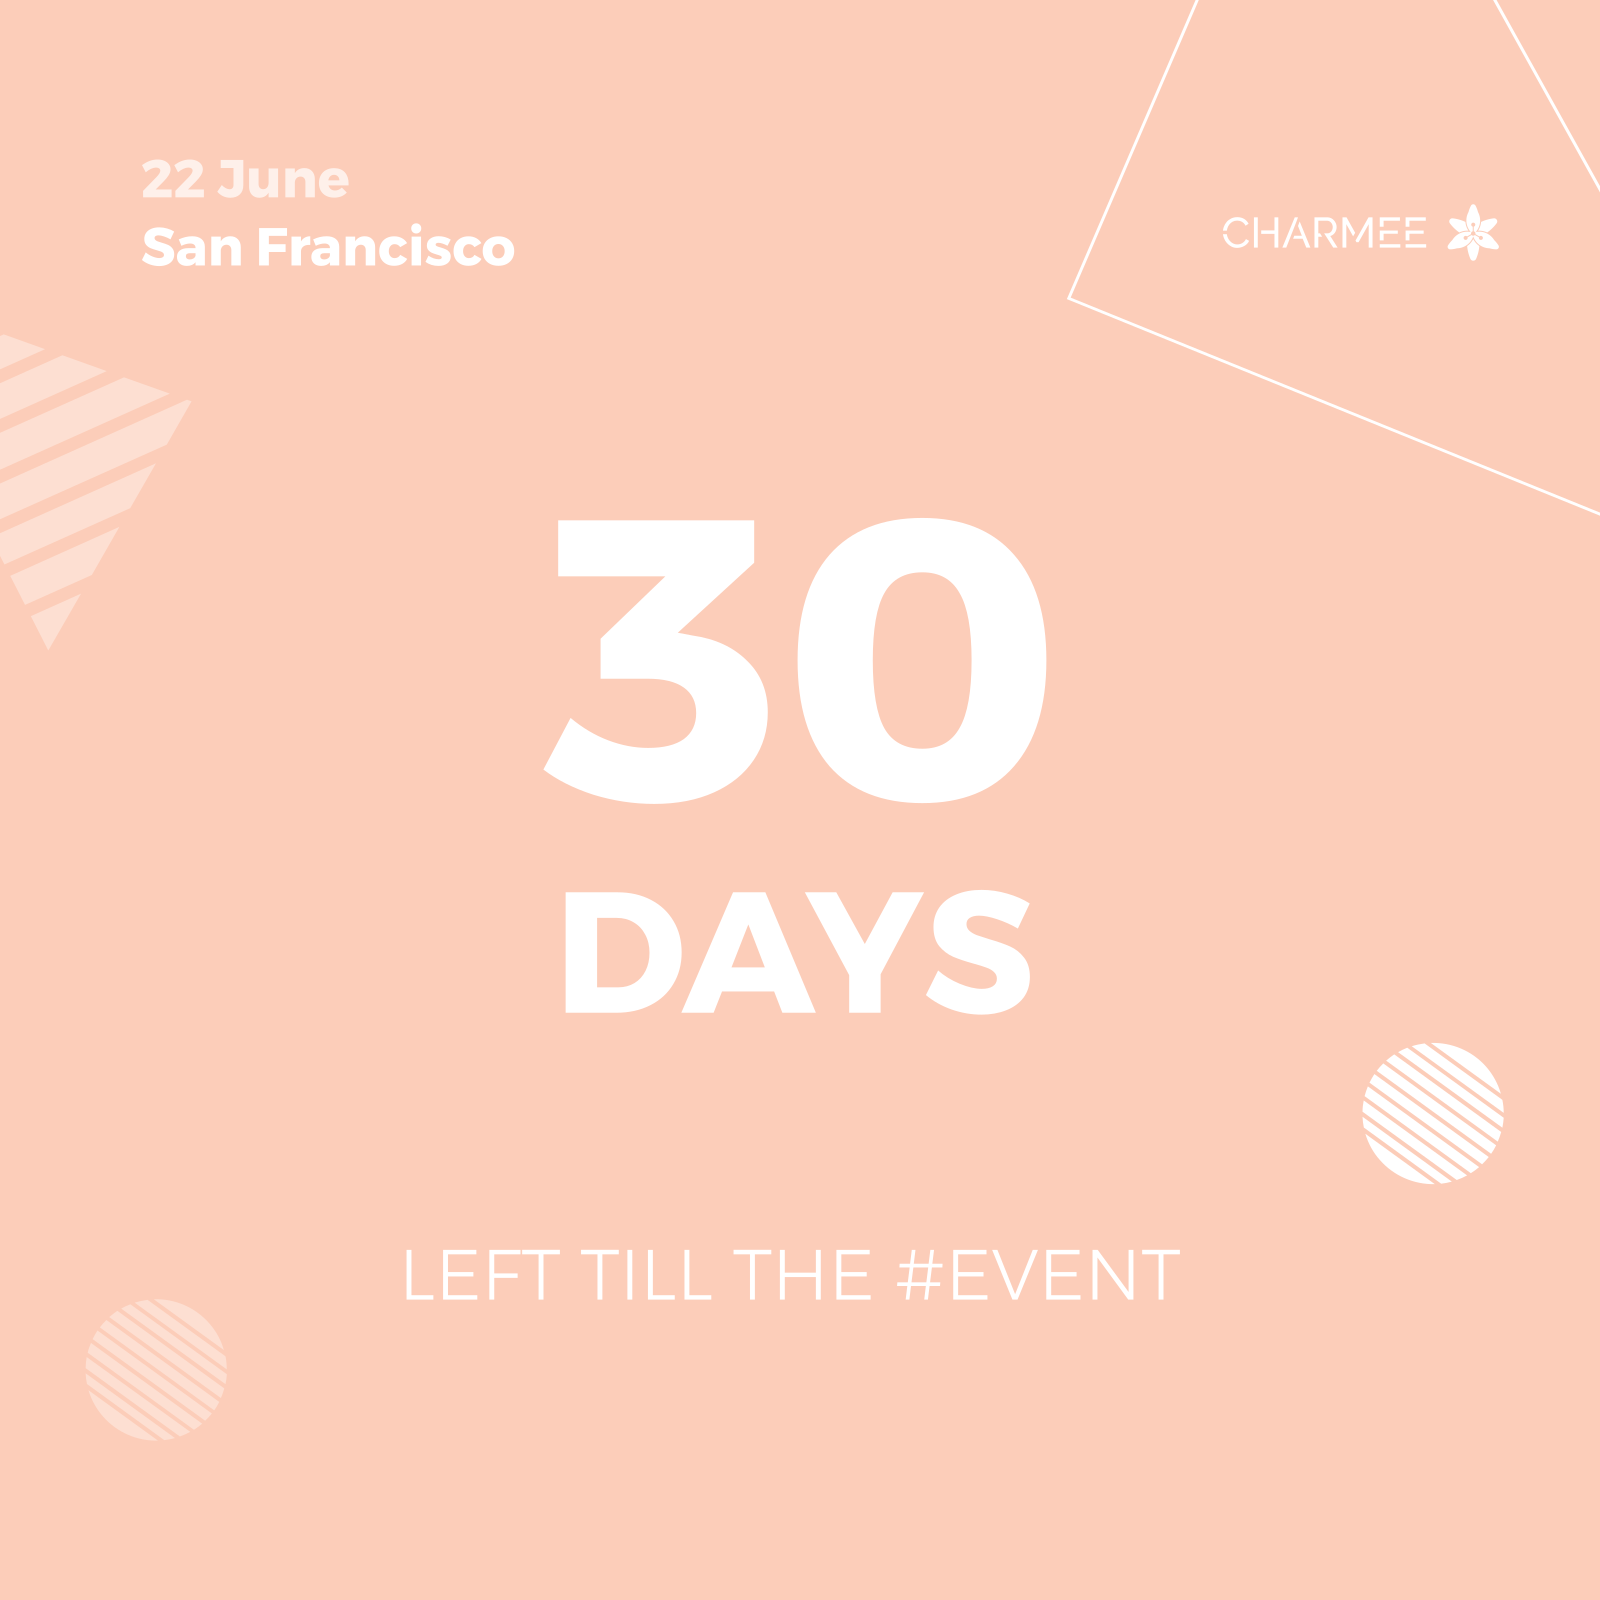 22 June
San Francisco
CHARMEE
30
DAYS
LEFT TILL THE #EVENT